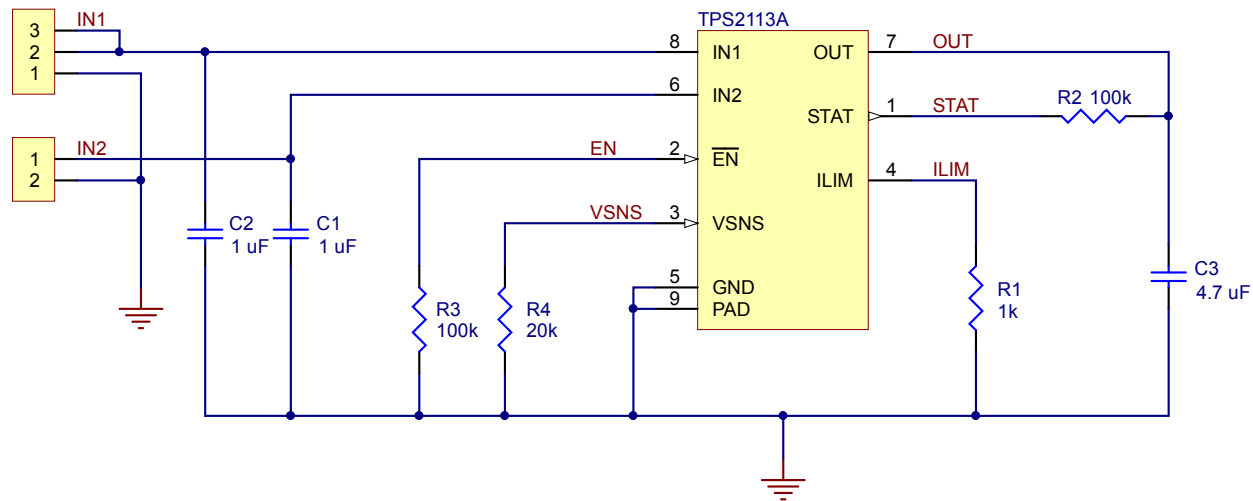 TPS2113A
3 IN1
2
1
8 IN1
OUT 7 OUT
6 IN2
STAT 1 STAT
R2 100k
1 IN2
2
EN 2 EN
ILIM 4 ILIM
VSNS 3 VSNS
C2
1 uF
C1
1 uF
5 GND
9 PAD
R3
100k
R4
20k
R1
1k
C3
4.7 uF